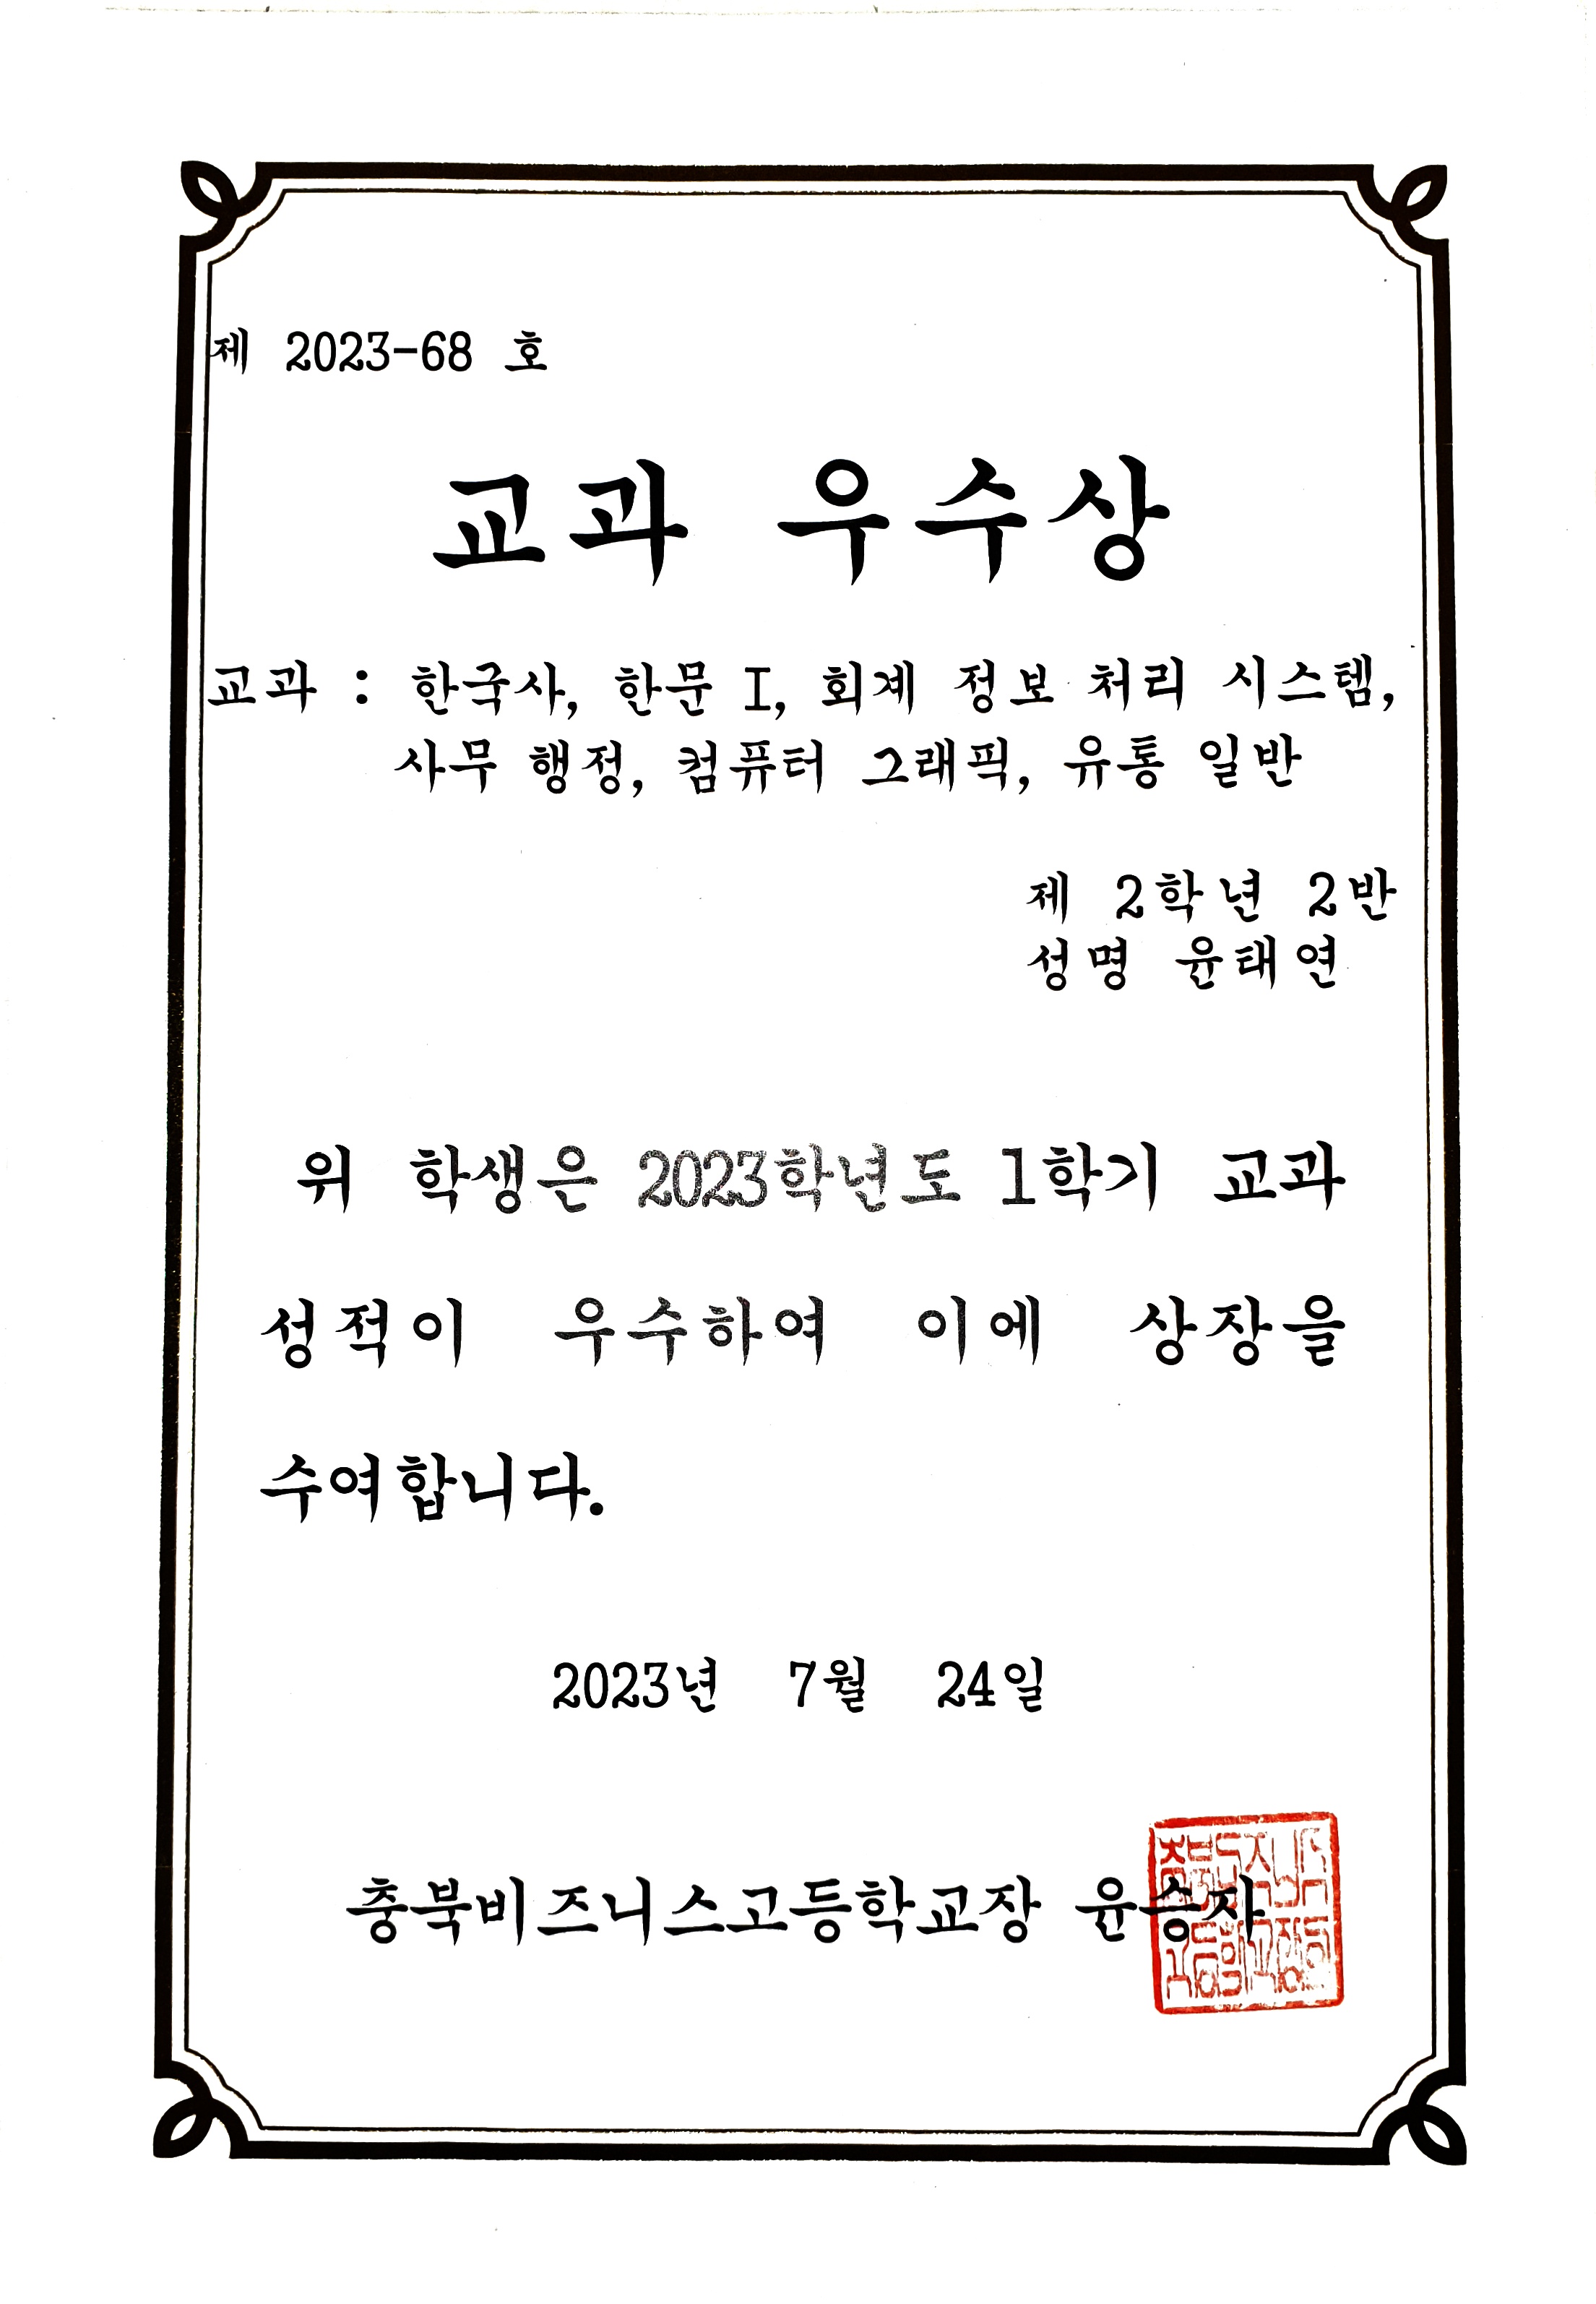 제 2023-68 호
교과 우수상
교과 : 한국사, 한문 I, 회계 정보 처리 시스템,
사무 행정, 컴퓨터 그래픽, 유통 일반
제 2학년 2반
성명 윤태연
위 학생은 2023학년도 1학기 교과
성적이 우수하여 이에 상장을
수여합니다.
2023년 7월 24일
충북비즈니스고등학교장 윤승자